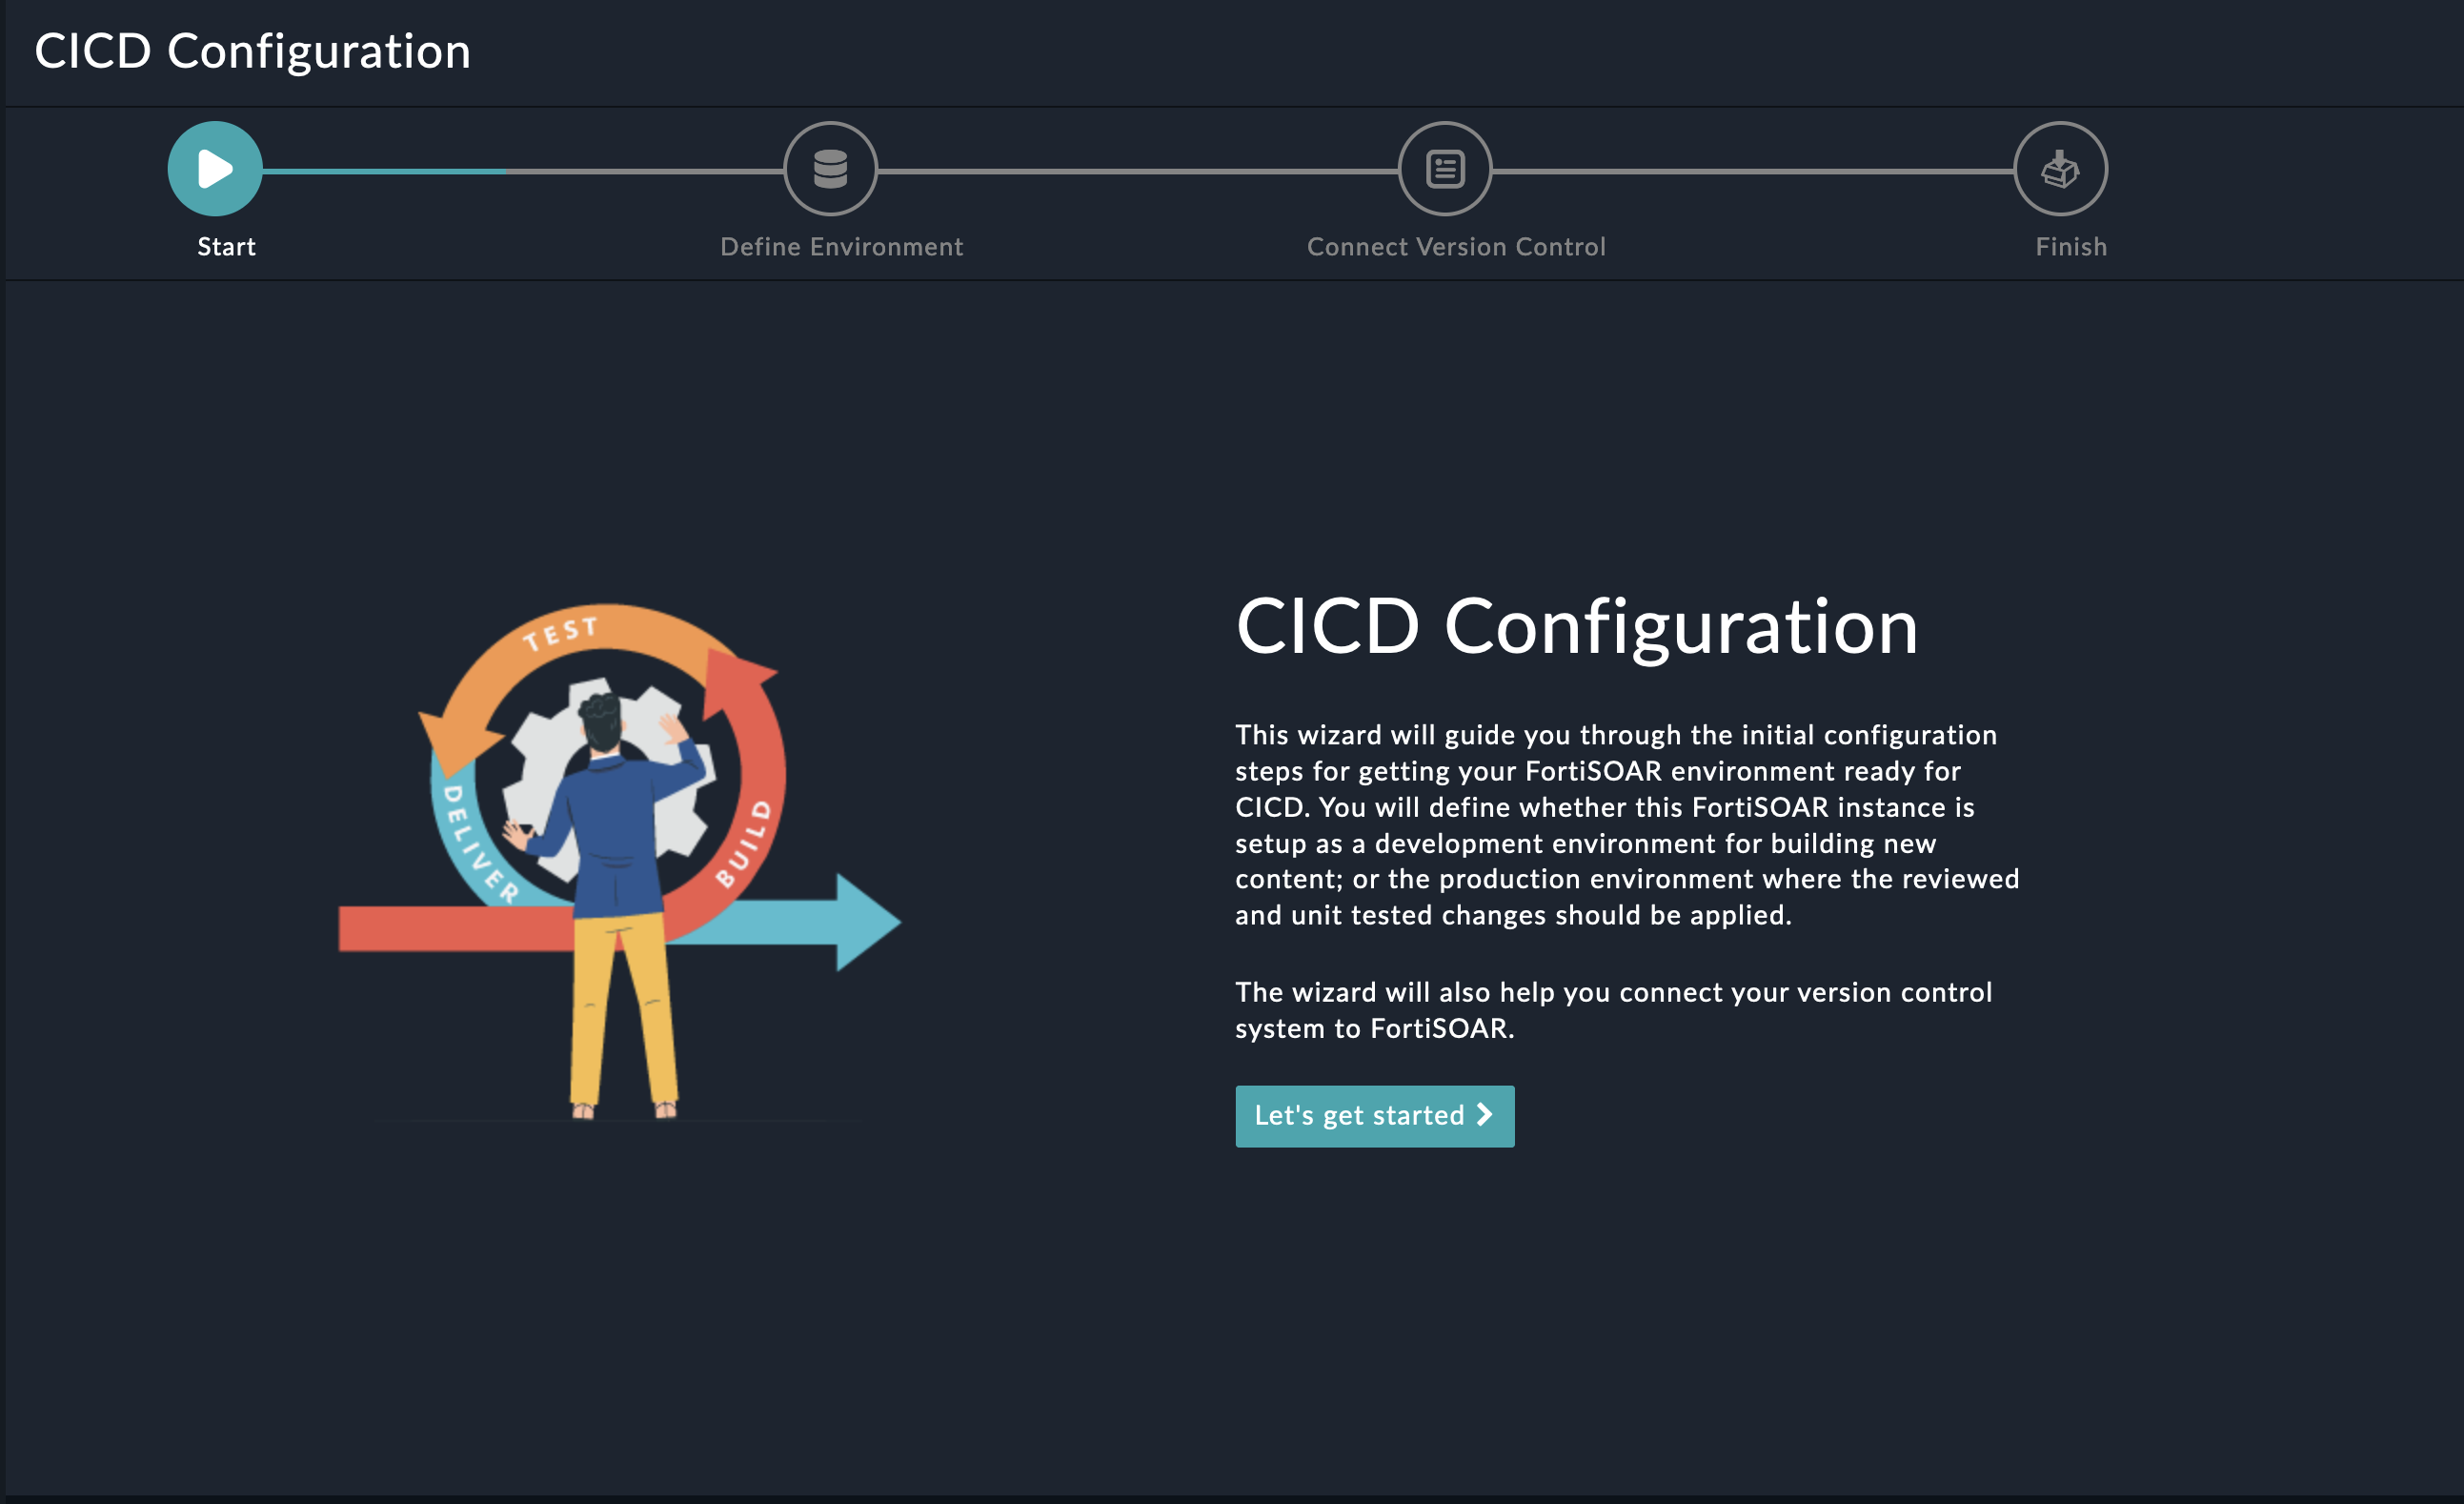 CICD Configuration
Start
Define Environment
Connect Version Control
Finish
TEST
DELIVER
BUILD
CICD Configuration
This wizard will guide you through the initial configuration
steps for getting your FortiSOAR environment ready for
CICD. You will define whether this FortiSOAR instance is
setup as a development environment for building new
content; or the production environment where the reviewed
and unit tested changes should be applied.
The wizard will also help you connect your version control
system to FortiSOAR.
Let's get started